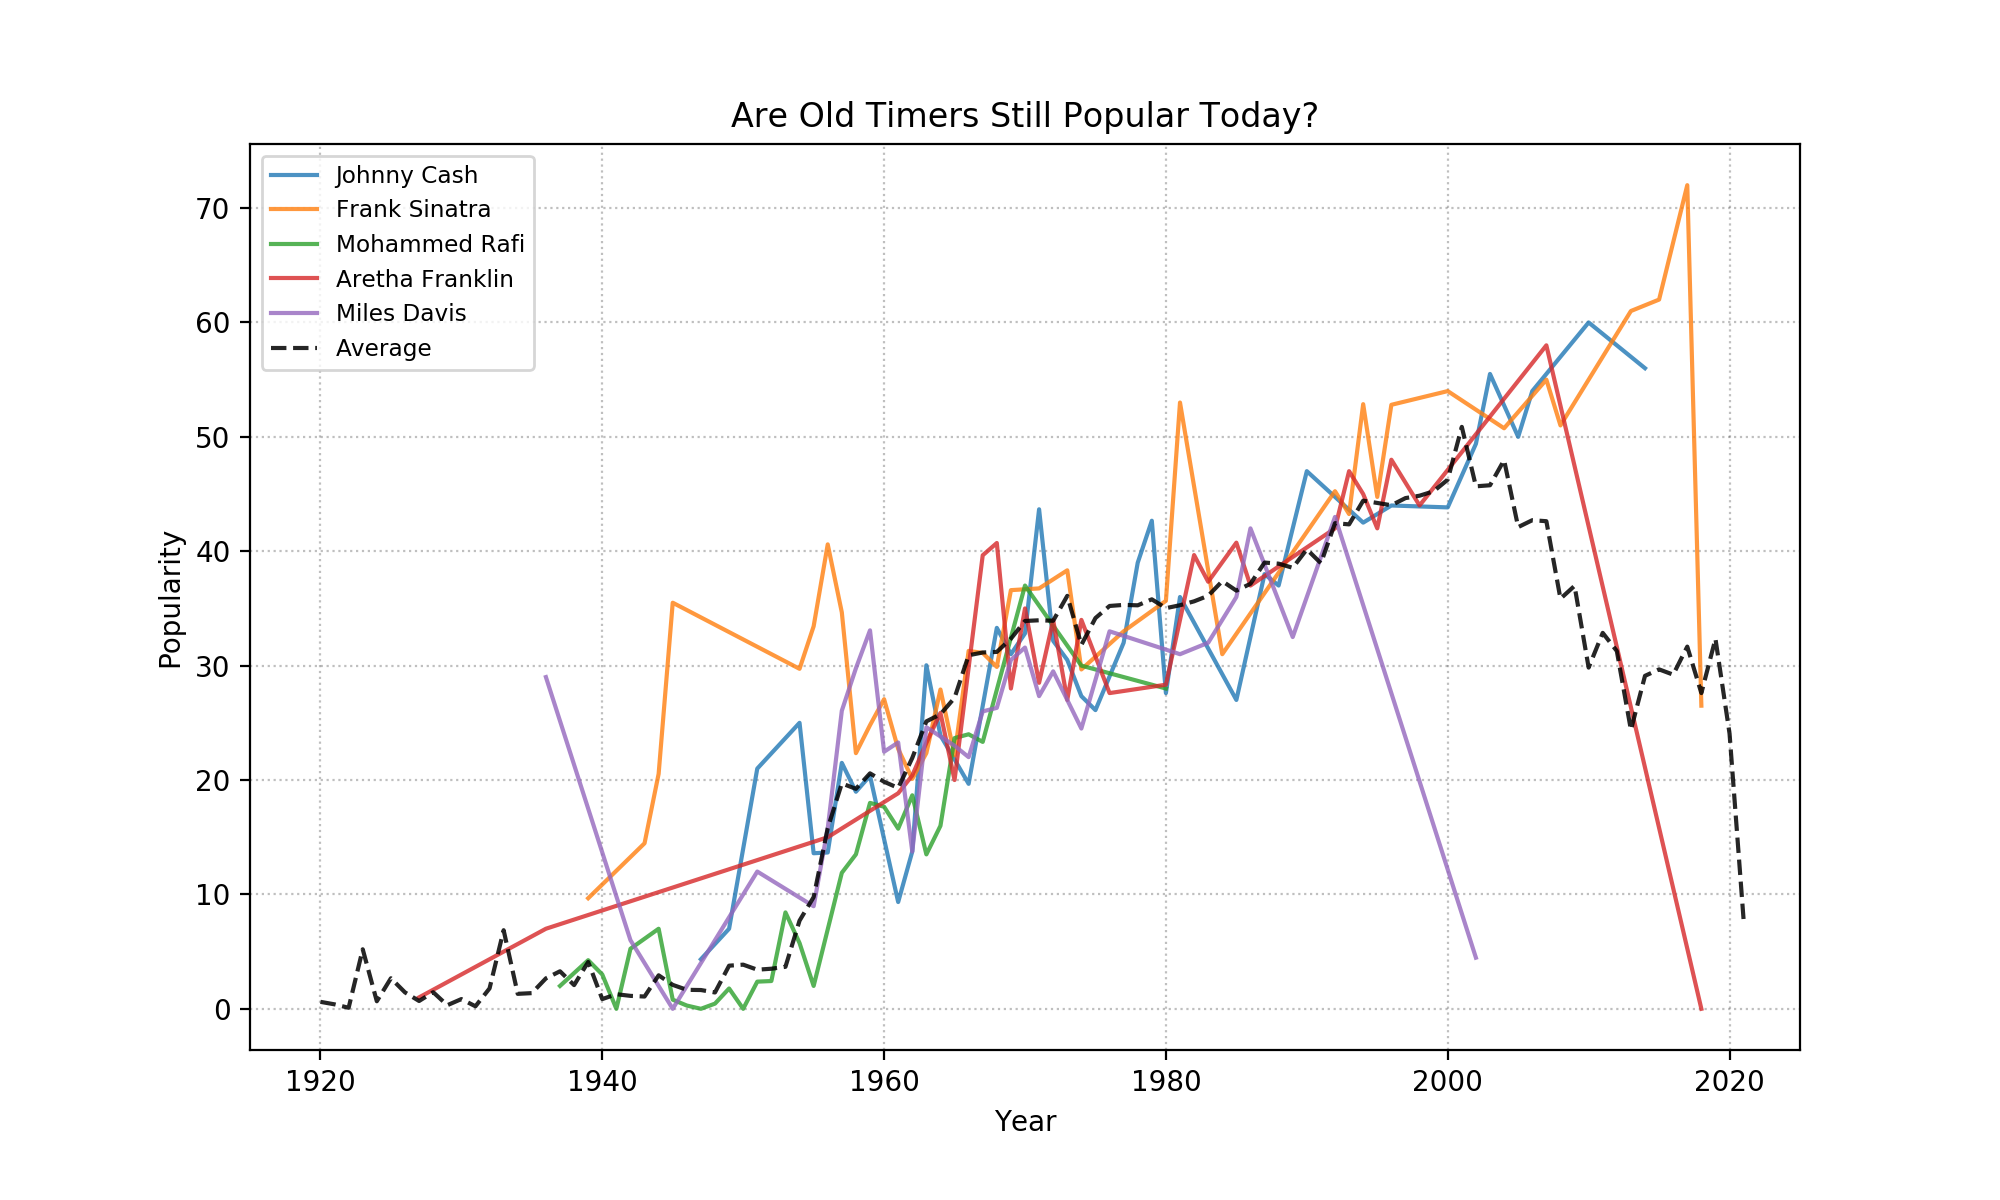 Are Old Timers Still Popular Today?
Johnny Cash
Frank Sinatra
Mohammed Rafi
Aretha Franklin
Miles Davis
Average
70
60
50
40
30
20
10
0
Popularity
1920 1940 1960 1980 2000 2020
Year